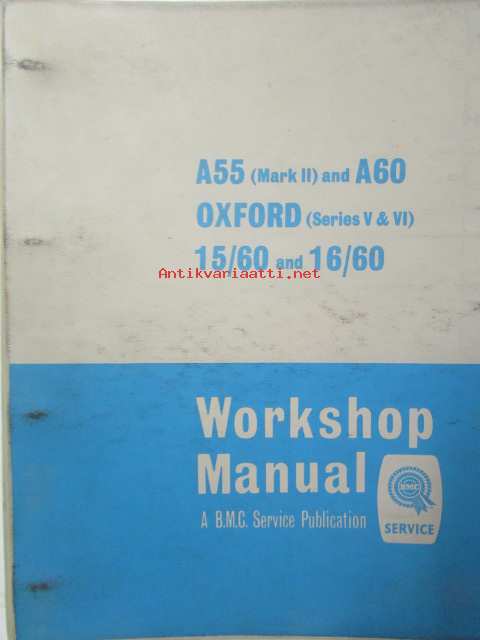 A55 (Mark II) and A60
OXFORD (Series V & VI)
15/60 and 16/60
Antikvariaatti.net
Workshop
Manual
A B.M.C. Service Publication
BMC
SERVICE